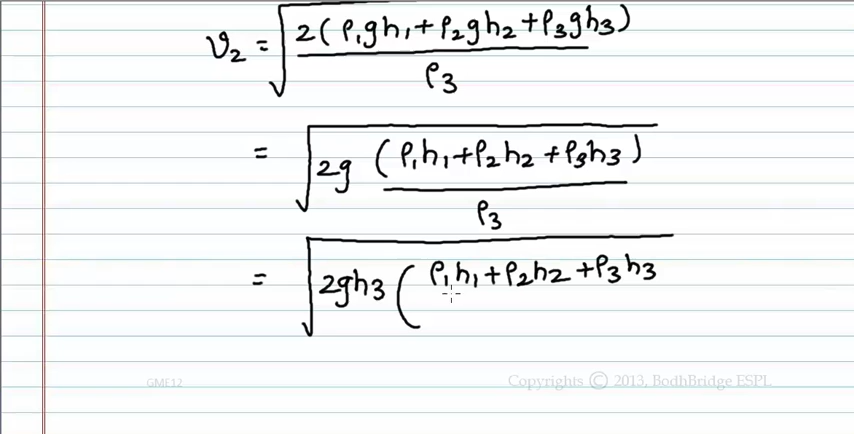 v₂ = √(2(ρ₁gh₁+ρ₂gh₂+ρ₃gh₃)/ρ₃)
= √(2g (ρ₁h₁+ρ₂h₂+ρ₃h₃)/ρ₃)
= √(2gh₃ (ρ₁h₁+ρ₂h₂+ρ₃h₃
GME12 Copyrights © 2013, BodhBridge ESPL